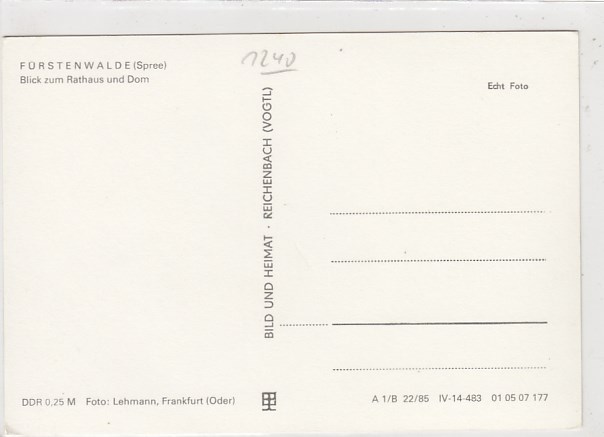 FÜRSTENWALDE (Spree)
Blick zum Rathaus und Dom
1240
Echt Foto
BILD UND HEIMAT · REICHENBACH (VOGTL)
DDR 0,25 M Foto: Lehmann, Frankfurt (Oder)
A 1/B 22/85 IV-14-483 01 05 07 177